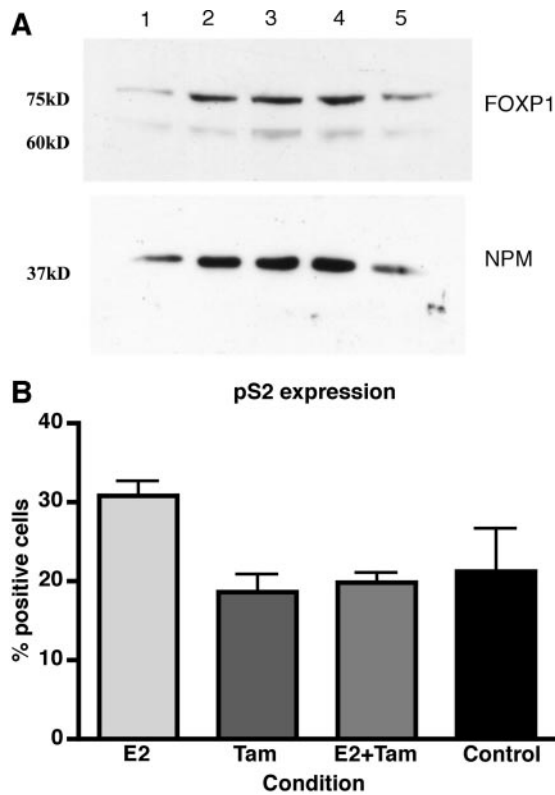 A
1 2 3 4 5
75kD
FOXP1
60kD
37kD
NPM
B
pS2 expression
40
30
20
10
0
% positive cells
E2 Tam E2+Tam Control
Condition